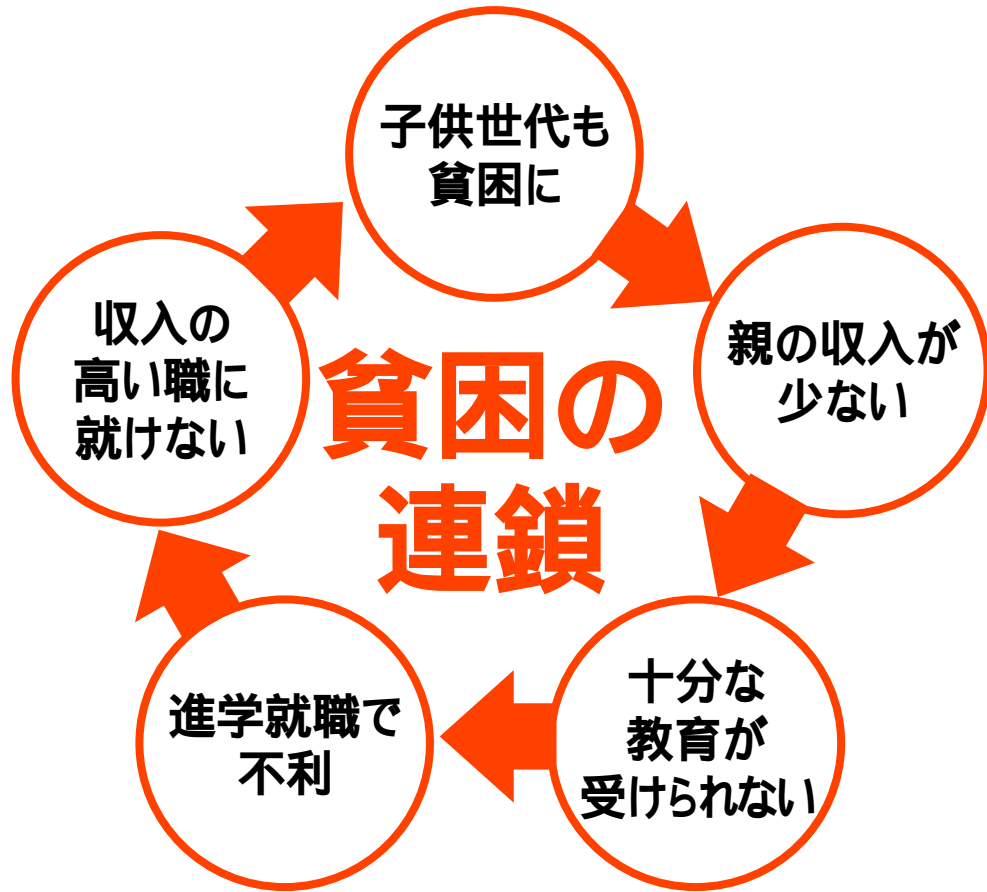 子供世代も
貧困に
親の収入が
少ない
十分な
教育が
受けられない
進学就職で
不利
収入の
高い職に
就けない
貧困の
連鎖